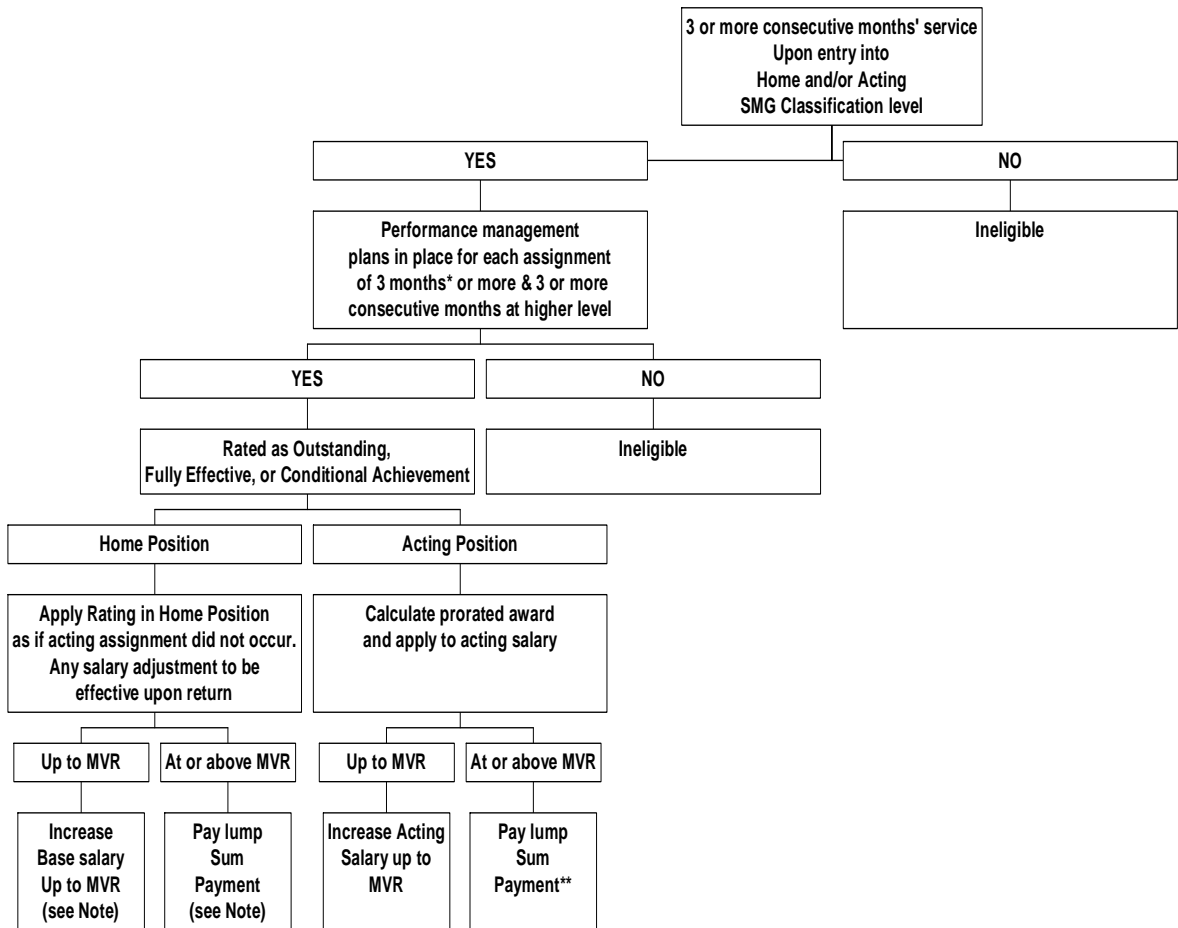 3 or more consecutive months' service
Upon entry into
Home and/or Acting
SMG Classification level
YES
NO
Performance management
plans in place for each assignment
of 3 months* or more & 3 or more
consecutive months at higher level
Ineligible
YES
NO
Rated as Outstanding,
Fully Effective, or Conditional Achievement
Ineligible
Home Position
Acting Position
Apply Rating in Home Position
as if acting assignment did not occur.
Any salary adjustment to be
effective upon return
Calculate prorated award
and apply to acting salary
Up to MVR
At or above MVR
Up to MVR
At or above MVR
Increase
Base salary
Up to MVR
(see Note)
Pay lump
Sum
Payment
(see Note)
Increase Acting
Salary up to
MVR
Pay lump
Sum
Payment**